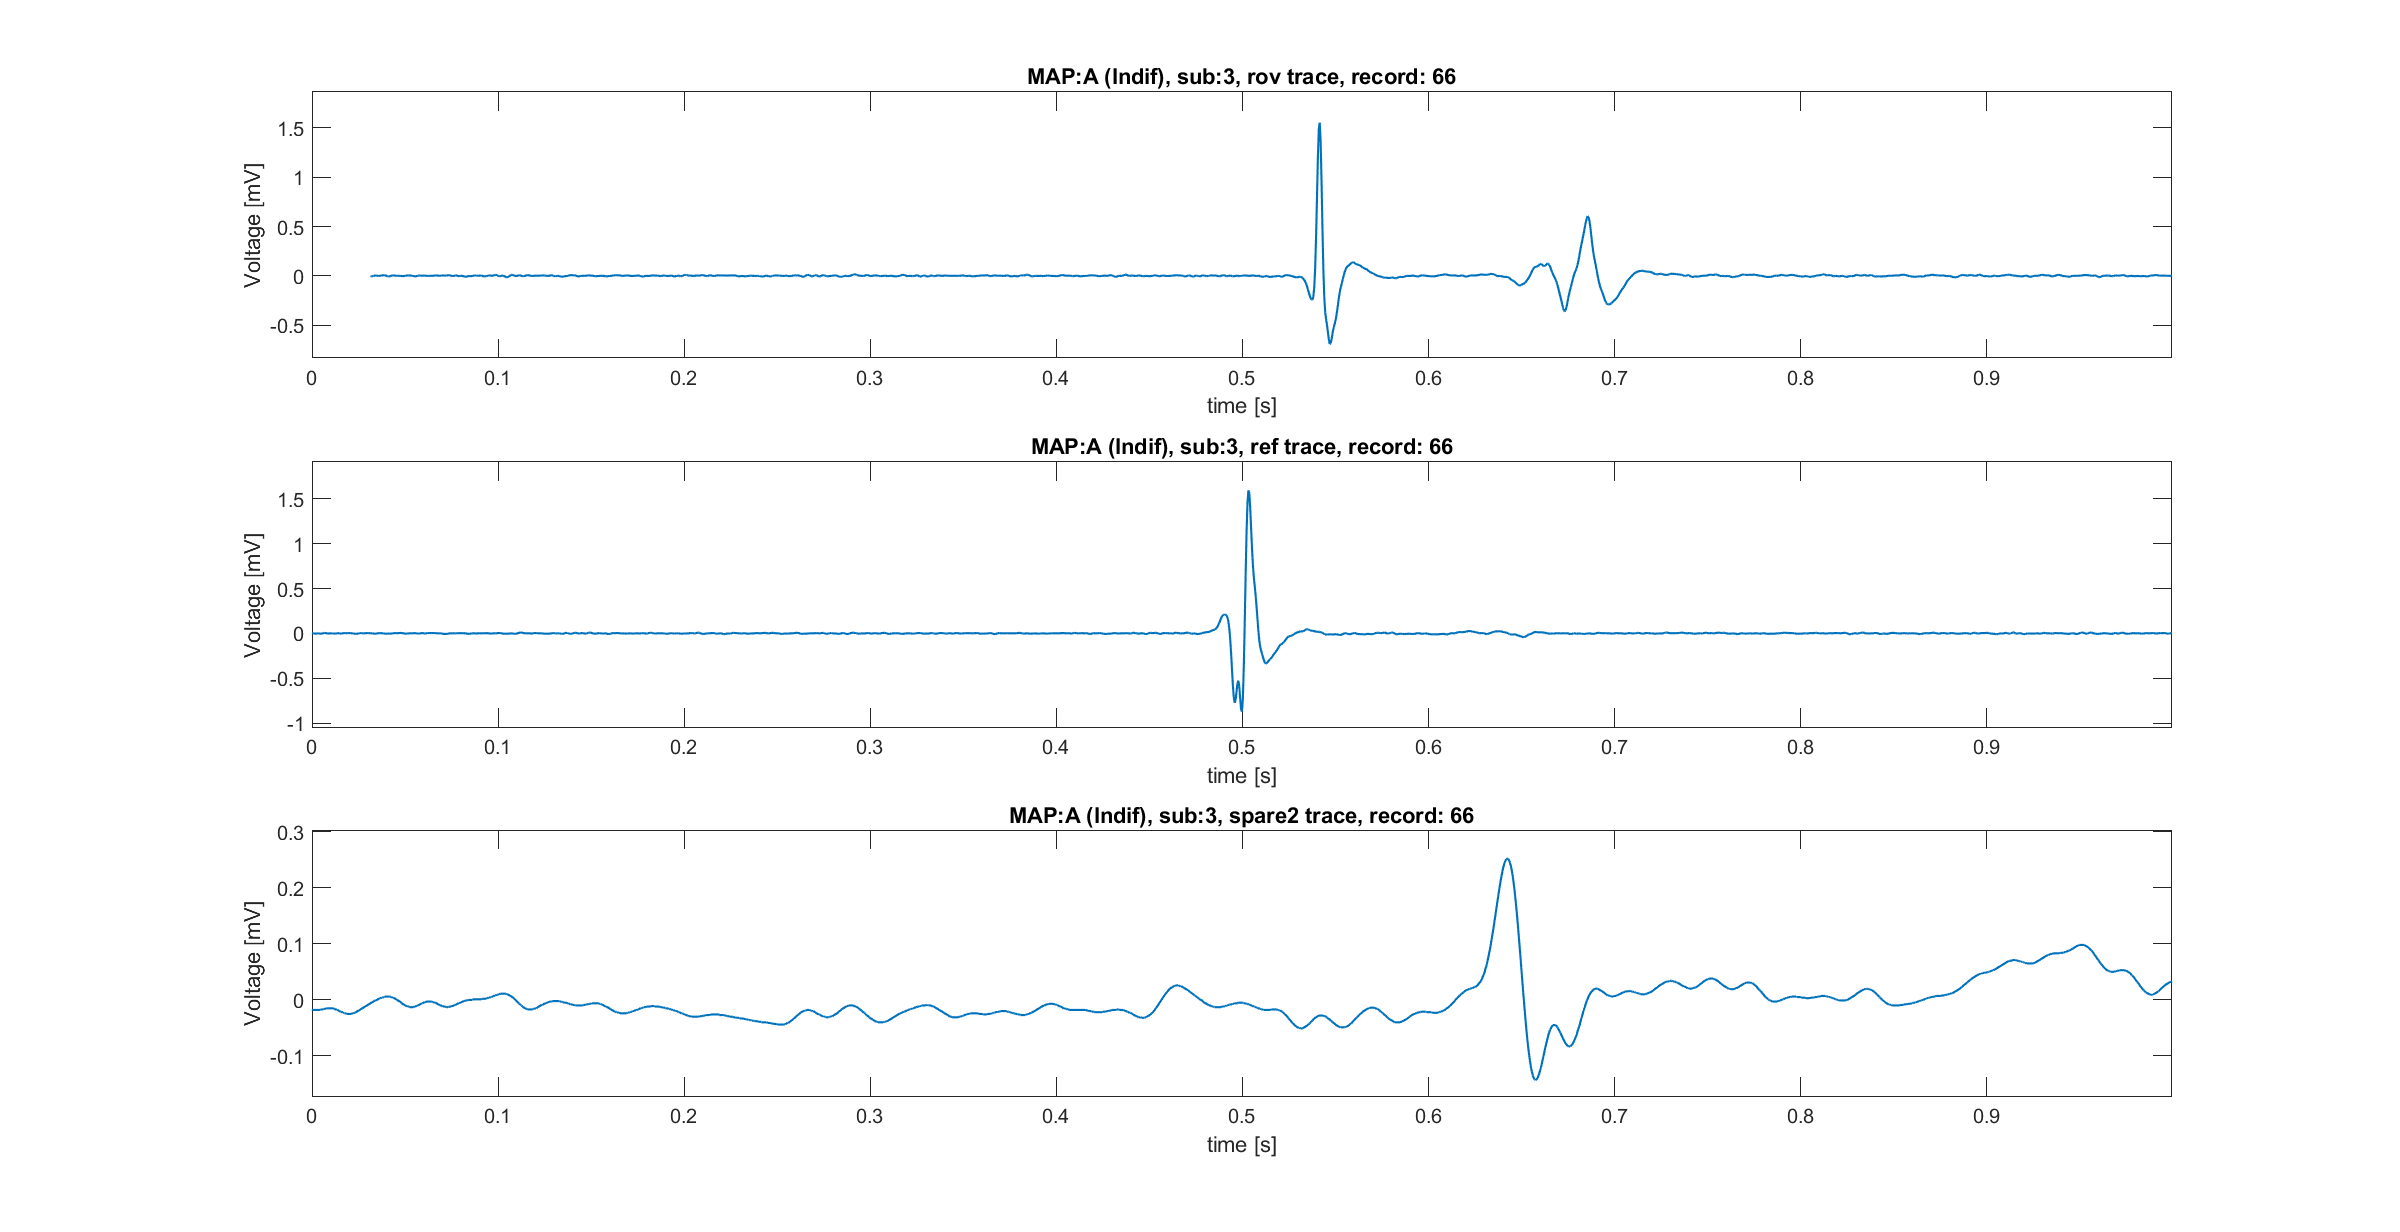 MAP:A (Indif), sub:3, rov trace, record: 66
Voltage [mV]
1.5
1
0.5
0
-0.5
0 0.1 0.2 0.3 0.4 0.5 0.6 0.7 0.8 0.9
time [s]
MAP:A (Indif), sub:3, ref trace, record: 66
Voltage [mV]
1.5
1
0.5
0
-0.5
-1
0 0.1 0.2 0.3 0.4 0.5 0.6 0.7 0.8 0.9
time [s]
MAP:A (Indif), sub:3, spare2 trace, record: 66
Voltage [mV]
0.3
0.2
0.1
0
-0.1
0 0.1 0.2 0.3 0.4 0.5 0.6 0.7 0.8 0.9
time [s]